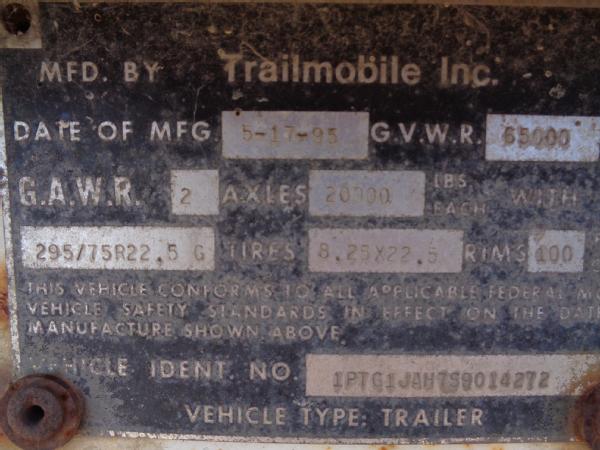 MFD. BY Trailmobile Inc.
DATE OF MFG. 5-17-95 G.V.W.R. 65000
G.A.W.R. 2 AXLES 20000 LBS. EACH WITH
295/75R22.5 G TIRES 8.25X22.5 RIMS 100
THIS VEHICLE CONFORMS TO ALL APPLICABLE FEDERAL MO
VEHICLE SAFETY STANDARDS IN EFFECT ON THE DATE
MANUFACTURE SHOWN ABOVE.
VEHICLE IDENT. NO. 1PTG1JAH7S9014272
VEHICLE TYPE: TRAILER